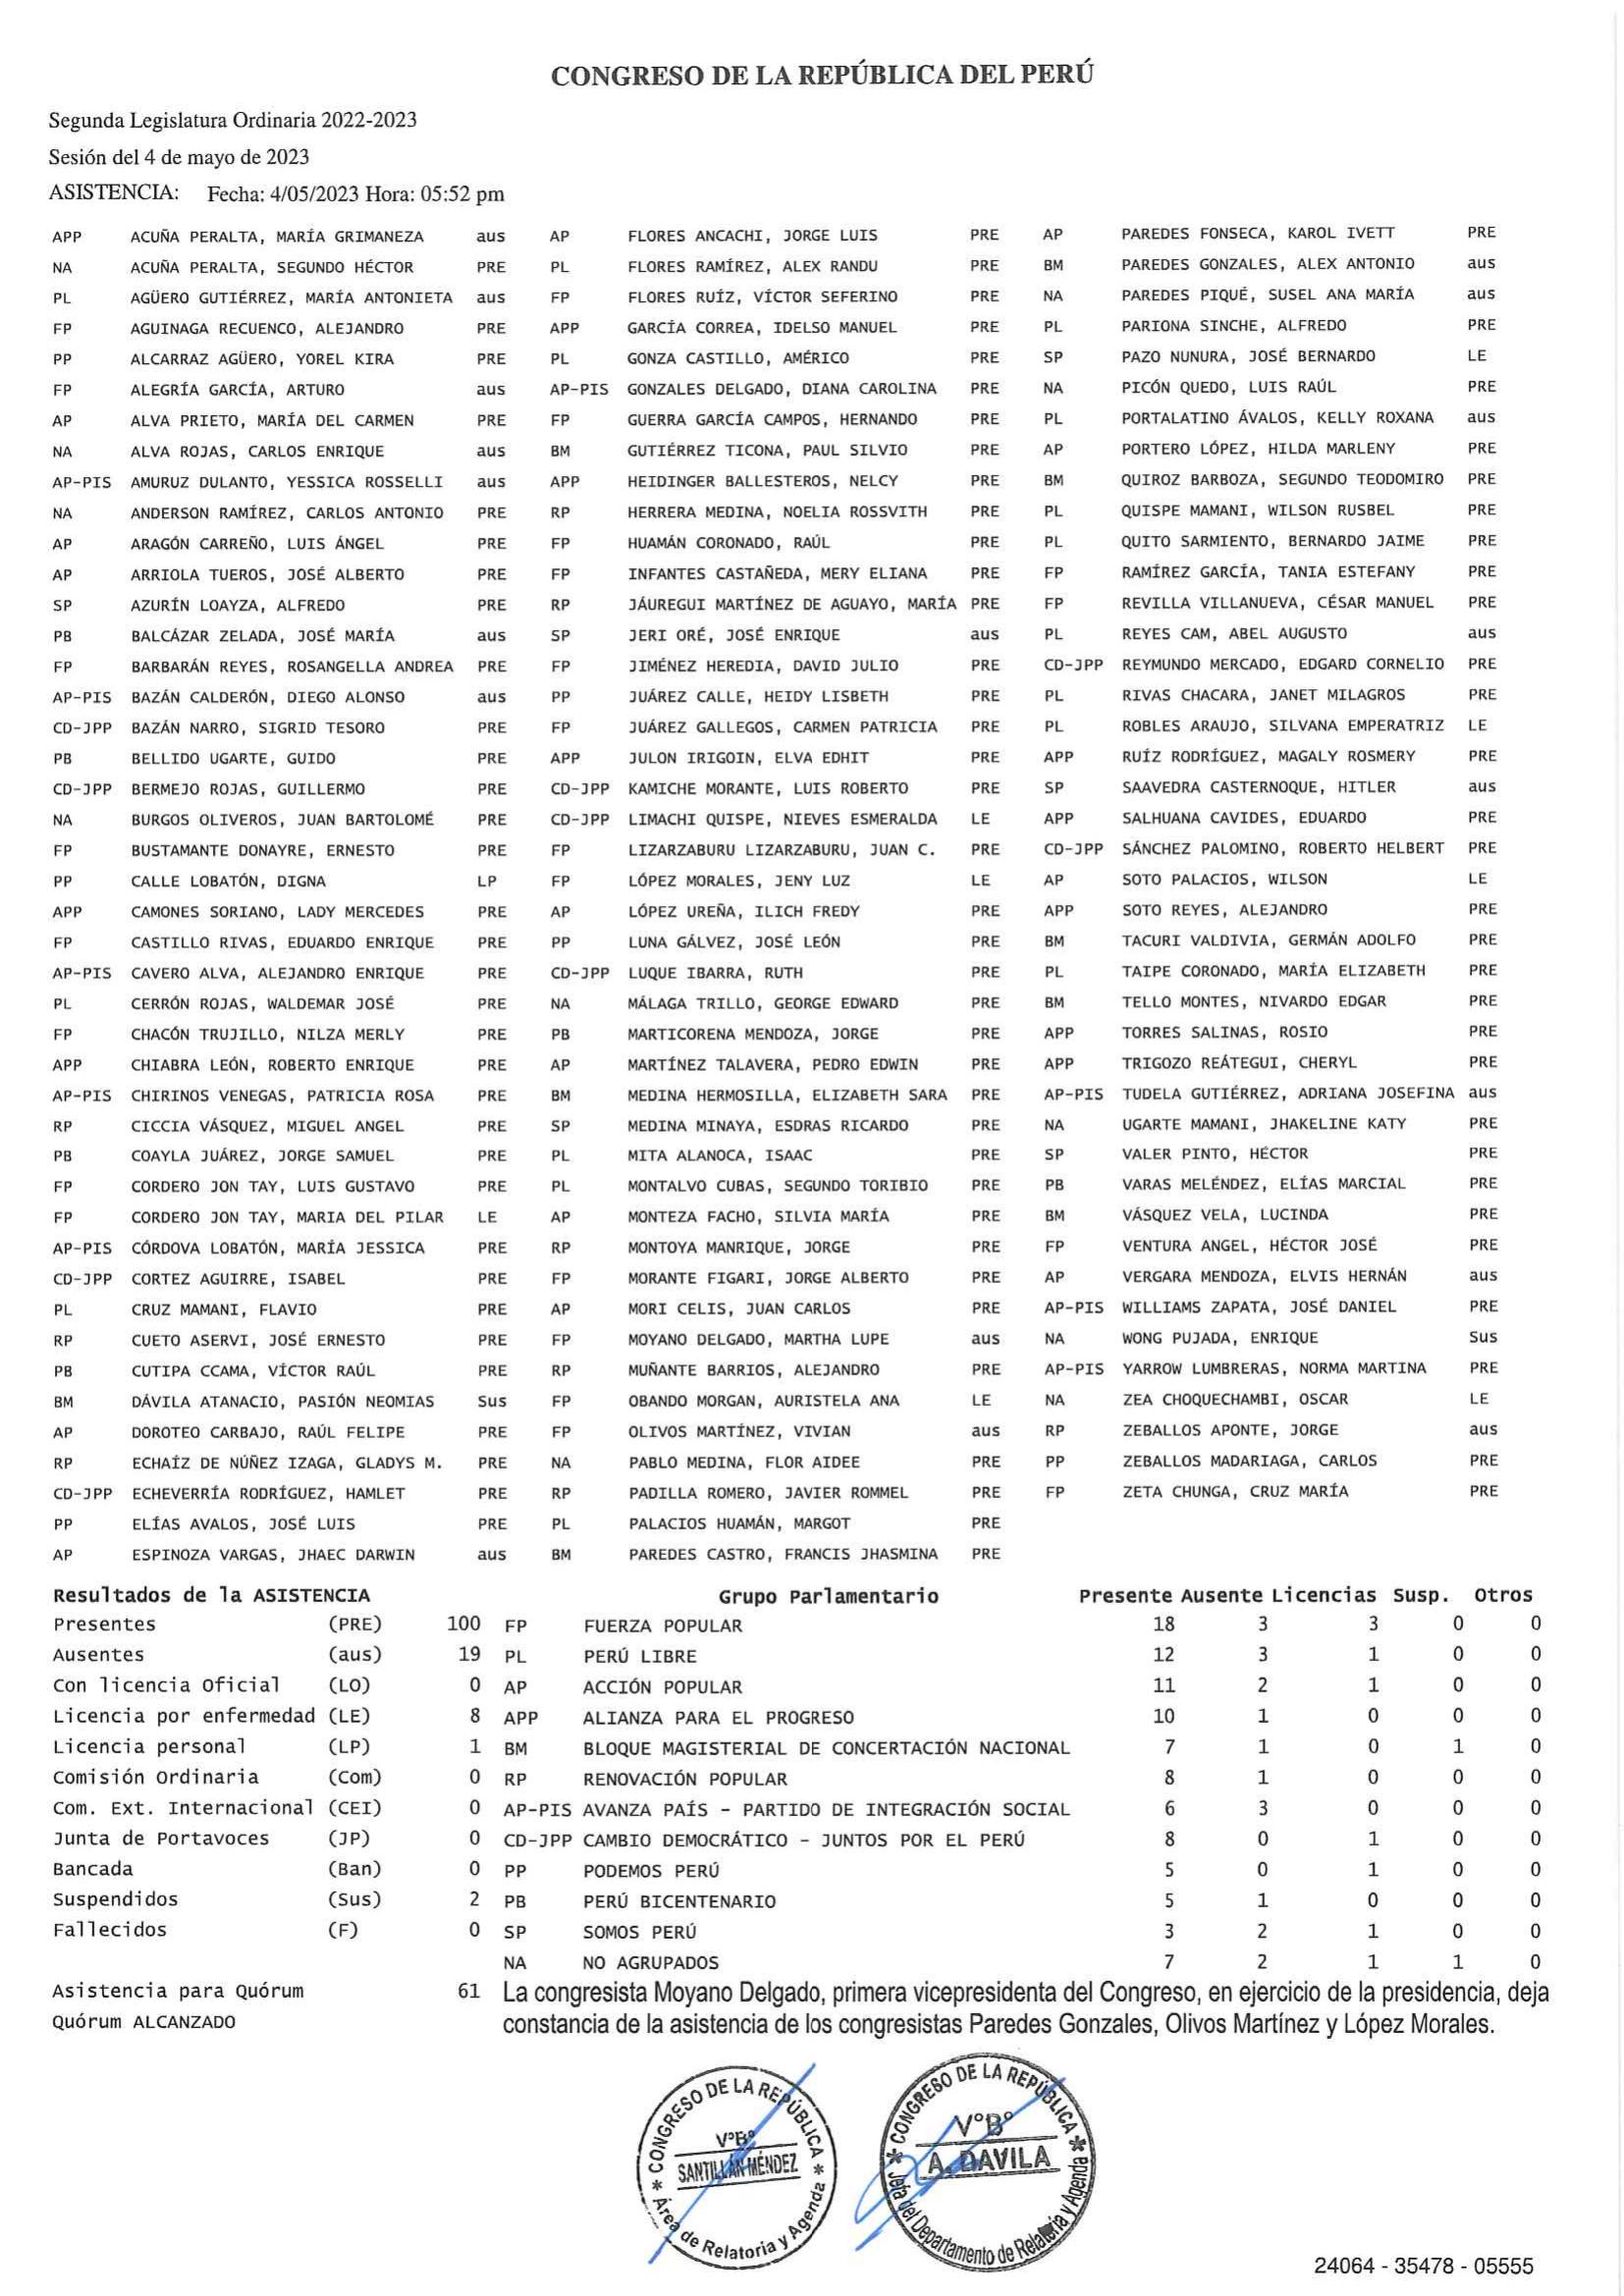 CONGRESO DE LA REPÚBLICA DEL PERÚ
Segunda Legislatura Ordinaria 2022-2023
Sesión del 4 de mayo de 2023
ASISTENCIA: Fecha: 4/05/2023 Hora: 05:52 pm
APP ACUÑA PERALTA, MARÍA GRIMANEZA aus AP FLORES ANCACHI, JORGE LUIS PRE AP PAREDES FONSECA, KAROL IVETT PRE
NA ACUÑA PERALTA, SEGUNDO HÉCTOR PRE PL FLORES RAMÍREZ, ALEX RANDU PRE BM PAREDES GONZALES, ALEX ANTONIO aus
PL AGÜERO GUTIÉRREZ, MARÍA ANTONIETA aus FP FLORES RUÍZ, VÍCTOR SEFERINO PRE NA PAREDES PIQUÉ, SUSEL ANA MARÍA aus
FP AGUINAGA RECUENCO, ALEJANDRO PRE APP GARCÍA CORREA, IDELSO MANUEL PRE PL PARIONA SINCHE, ALFREDO PRE
PP ALCARRAZ AGÜERO, YOREL KIRA PRE PL GONZA CASTILLO, AMÉRICO PRE SP PAZO NUNURA, JOSÉ BERNARDO LE
FP ALEGRÍA GARCÍA, ARTURO aus AP-PIS GONZALES DELGADO, DIANA CAROLINA PRE NA PICÓN QUEDO, LUIS RAÚL PRE
AP ALVA PRIETO, MARÍA DEL CARMEN PRE FP GUERRA GARCÍA CAMPOS, HERNANDO PRE PL PORTALATINO ÁVALOS, KELLY ROXANA aus
NA ALVA ROJAS, CARLOS ENRIQUE aus BM GUTIÉRREZ TICONA, PAUL SILVIO PRE AP PORTERO LÓPEZ, HILDA MARLENY PRE
AP-PIS AMURUZ DULANTO, YESSICA ROSSELLI aus APP HEIDINGER BALLESTEROS, NELCY PRE BM QUIROZ BARBOZA, SEGUNDO TEODOMIRO PRE
NA ANDERSON RAMÍREZ, CARLOS ANTONIO PRE RP HERRERA MEDINA, NOELIA ROSSVITH PRE PL QUISPE MAMANI, WILSON RUSBEL PRE
AP ARAGÓN CARREÑO, LUIS ÁNGEL PRE FP HUAMÁN CORONADO, RAÚL PRE PL QUITO SARMIENTO, BERNARDO JAIME PRE
AP ARRIOLA TUEROS, JOSÉ ALBERTO PRE FP INFANTES CASTAÑEDA, MERY ELIANA PRE FP RAMÍREZ GARCÍA, TANIA ESTEFANY PRE
SP AZURÍN LOAYZA, ALFREDO PRE RP JÁUREGUI MARTÍNEZ DE AGUAYO, MARÍA PRE FP REVILLA VILLANUEVA, CÉSAR MANUEL PRE
PB BALCÁZAR ZELADA, JOSÉ MARÍA aus SP JERI ORÉ, JOSÉ ENRIQUE aus PL REYES CAM, ABEL AUGUSTO aus
FP BARBARÁN REYES, ROSANGELLA ANDREA PRE FP JIMÉNEZ HEREDIA, DAVID JULIO PRE CD-JPP REYMUNDO MERCADO, EDGARD CORNELIO PRE
AP-PIS BAZÁN CALDERÓN, DIEGO ALONSO aus PP JUÁREZ CALLE, HEIDY LISBETH PRE PL RIVAS CHACARA, JANET MILAGROS PRE
CD-JPP BAZÁN NARRO, SIGRID TESORO PRE FP JUÁREZ GALLEGOS, CARMEN PATRICIA PRE PL ROBLES ARAUJO, SILVANA EMPERATRIZ LE
PB BELLIDO UGARTE, GUIDO PRE APP JULON IRIGOIN, ELVA EDHIT PRE APP RUÍZ RODRÍGUEZ, MAGALY ROSMERY PRE
CD-JPP BERMEJO ROJAS, GUILLERMO PRE CD-JPP KAMICHE MORANTE, LUIS ROBERTO PRE SP SAAVEDRA CASTERNOQUE, HITLER aus
NA BURGOS OLIVEROS, JUAN BARTOLOMÉ PRE CD-JPP LIMACHI QUISPE, NIEVES ESMERALDA LE APP SALHUANA CAVIDES, EDUARDO PRE
FP BUSTAMANTE DONAYRE, ERNESTO PRE FP LIZARZABURU LIZARZABURU, JUAN C. PRE CD-JPP SÁNCHEZ PALOMINO, ROBERTO HELBERT PRE
PP CALLE LOBATÓN, DIGNA LP FP LÓPEZ MORALES, JENY LUZ LE AP SOTO PALACIOS, WILSON LE
APP CAMONES SORIANO, LADY MERCEDES PRE AP LÓPEZ UREÑA, ILICH FREDY PRE APP SOTO REYES, ALEJANDRO PRE
FP CASTILLO RIVAS, EDUARDO ENRIQUE PRE PP LUNA GÁLVEZ, JOSÉ LEÓN PRE BM TACURI VALDIVIA, GERMÁN ADOLFO PRE
AP-PIS CAVERO ALVA, ALEJANDRO ENRIQUE PRE CD-JPP LUQUE IBARRA, RUTH PRE PL TAIPE CORONADO, MARÍA ELIZABETH PRE
PL CERRÓN ROJAS, WALDEMAR JOSÉ PRE NA MÁLAGA TRILLO, GEORGE EDWARD PRE BM TELLO MONTES, NIVARDO EDGAR PRE
FP CHACÓN TRUJILLO, NILZA MERLY PRE PB MARTICORENA MENDOZA, JORGE PRE APP TORRES SALINAS, ROSIO PRE
APP CHIABRA LEÓN, ROBERTO ENRIQUE PRE AP MARTÍNEZ TALAVERA, PEDRO EDWIN PRE APP TRIGOZO REÁTEGUI, CHERYL PRE
AP-PIS CHIRINOS VENEGAS, PATRICIA ROSA PRE BM MEDINA HERMOSILLA, ELIZABETH SARA PRE AP-PIS TUDELA GUTIÉRREZ, ADRIANA JOSEFINA aus
RP CICCIA VÁSQUEZ, MIGUEL ANGEL PRE SP MEDINA MINAYA, ESDRAS RICARDO PRE NA UGARTE MAMANI, JHAKELINE KATY PRE
PB COAYLA JUÁREZ, JORGE SAMUEL PRE PL MITA ALANOCA, ISAAC PRE SP VALER PINTO, HÉCTOR PRE
FP CORDERO JON TAY, LUIS GUSTAVO PRE PL MONTALVO CUBAS, SEGUNDO TORIBIO PRE PB VARAS MELÉNDEZ, ELÍAS MARCIAL PRE
FP CORDERO JON TAY, MARIA DEL PILAR LE AP MONTEZA FACHO, SILVIA MARÍA PRE BM VÁSQUEZ VELA, LUCINDA PRE
AP-PIS CÓRDOVA LOBATÓN, MARÍA JESSICA PRE RP MONTOYA MANRIQUE, JORGE PRE FP VENTURA ANGEL, HÉCTOR JOSÉ PRE
CD-JPP CORTEZ AGUIRRE, ISABEL PRE FP MORANTE FIGARI, JORGE ALBERTO PRE AP VERGARA MENDOZA, ELVIS HERNÁN aus
PL CRUZ MAMANI, FLAVIO PRE AP MORI CELIS, JUAN CARLOS PRE AP-PIS WILLIAMS ZAPATA, JOSÉ DANIEL PRE
RP CUETO ASERVI, JOSÉ ERNESTO PRE FP MOYANO DELGADO, MARTHA LUPE aus NA WONG PUJADA, ENRIQUE Sus
PB CUTIPA CCAMA, VÍCTOR RAÚL PRE RP MUÑANTE BARRIOS, ALEJANDRO PRE AP-PIS YARROW LUMBRERAS, NORMA MARTINA PRE
BM DÁVILA ATANACIO, PASIÓN NEOMIAS Sus FP OBANDO MORGAN, AURISTELA ANA LE NA ZEA CHOQUECHAMBI, OSCAR LE
AP DOROTEO CARBAJO, RAÚL FELIPE PRE FP OLIVOS MARTÍNEZ, VIVIAN aus RP ZEBALLOS APONTE, JORGE aus
RP ECHAÍZ DE NÚÑEZ IZAGA, GLADYS M. PRE NA PABLO MEDINA, FLOR AIDEE PRE PP ZEBALLOS MADARIAGA, CARLOS PRE
CD-JPP ECHEVERRÍA RODRÍGUEZ, HAMLET PRE RP PADILLA ROMERO, JAVIER ROMMEL PRE FP ZETA CHUNGA, CRUZ MARÍA PRE
PP ELÍAS AVALOS, JOSÉ LUIS PRE PL PALACIOS HUAMÁN, MARGOT PRE
AP ESPINOZA VARGAS, JHAEC DARWIN aus BM PAREDES CASTRO, FRANCIS JHASMINA PRE
Resultados de la ASISTENCIA Grupo Parlamentario Presente Ausente Licencias Susp. Otros
Presentes (PRE) 100 FP FUERZA POPULAR 18 3 3 0 0
Ausentes (aus) 19 PL PERÚ LIBRE 12 3 1 0 0
Con licencia Oficial (LO) 0 AP ACCIÓN POPULAR 11 2 1 0 0
Licencia por enfermedad (LE) 8 APP ALIANZA PARA EL PROGRESO 10 1 0 0 0
Licencia personal (LP) 1 BM BLOQUE MAGISTERIAL DE CONCERTACIÓN NACIONAL 7 1 0 1 0
Comisión Ordinaria (Com) 0 RP RENOVACIÓN POPULAR 8 1 0 0 0
Com. Ext. Internacional (CEI) 0 AP-PIS AVANZA PAÍS - PARTIDO DE INTEGRACIÓN SOCIAL 6 3 0 0 0
Junta de Portavoces (JP) 0 CD-JPP CAMBIO DEMOCRÁTICO - JUNTOS POR EL PERÚ 8 0 1 0 0
Bancada (Ban) 0 PP PODEMOS PERÚ 5 0 1 0 0
Suspendidos (Sus) 2 PB PERÚ BICENTENARIO 5 1 0 0 0
Fallecidos (F) 0 SP SOMOS PERÚ 3 2 1 0 0
NA NO AGRUPADOS 7 2 1 1 0
Asistencia para Quórum 61 La congresista Moyano Delgado, primera vicepresidenta del Congreso, en ejercicio de la presidencia, deja
Quórum ALCANZADO constancia de la asistencia de los congresistas Paredes Gonzales, Olivos Martínez y López Morales.
* CONGRESO DE LA REPÚBLICA *
V°B°
SANTILLÁN MÉNDEZ
Área de Relatoria y Agenda
* CONGRESO DE LA REPÚBLICA *
V°B°
A. DAVILA
Jefa del Departamento de Relatoría y Agenda
24064 - 35478 - 05555